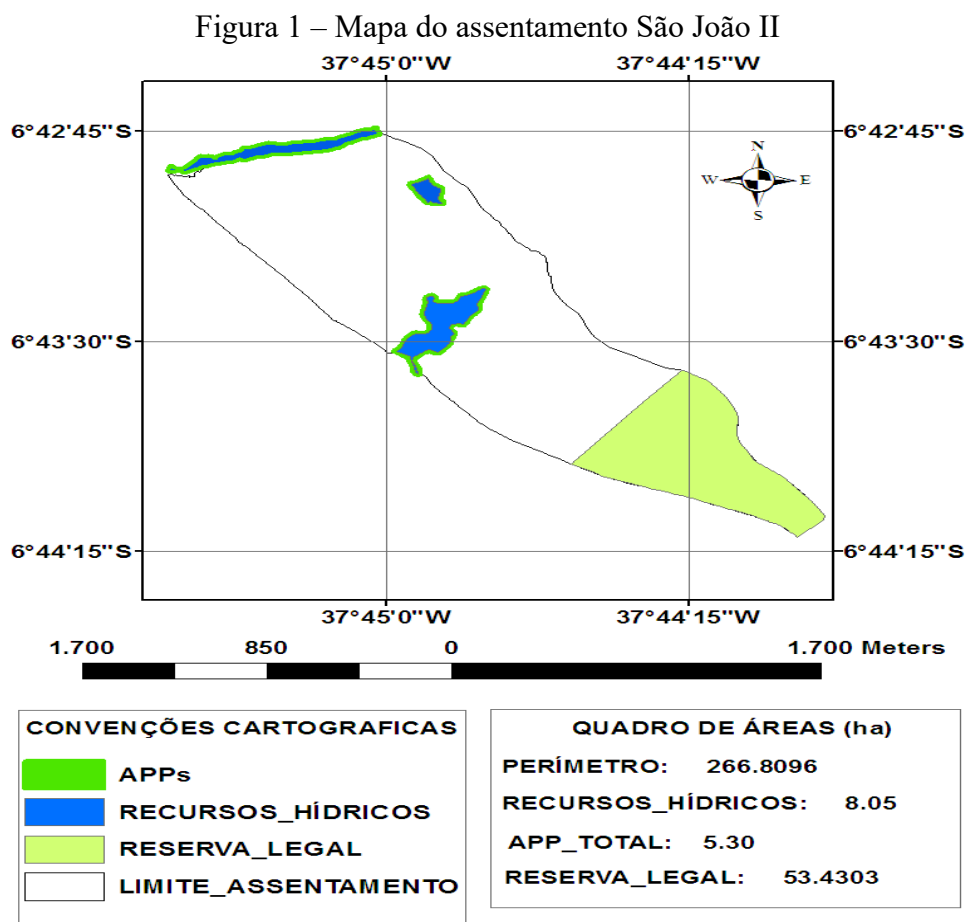 Figura 1 – Mapa do assentamento São João II
37°45'0"W 37°44'15"W
6°42'45"S 6°42'45"S
N
W E
S
6°43'30"S 6°43'30"S
6°44'15"S 6°44'15"S
37°45'0"W 37°44'15"W
1.700 850 0 1.700 Meters
CONVENÇÕES CARTOGRAFICAS
APPs
RECURSOS_HÍDRICOS
RESERVA_LEGAL
LIMITE_ASSENTAMENTO
QUADRO DE ÁREAS (ha)
PERÍMETRO: 266.8096
RECURSOS_HÍDRICOS: 8.05
APP_TOTAL: 5.30
RESERVA_LEGAL: 53.4303